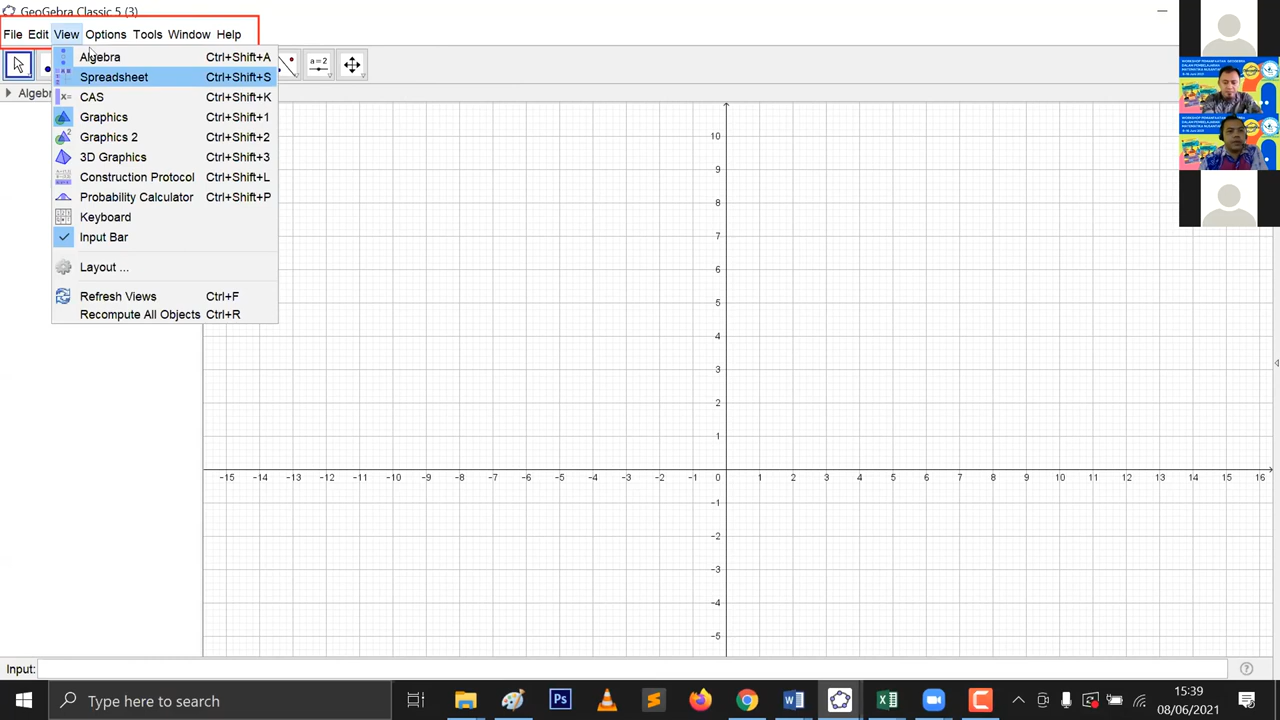 GeoGebra Classic 5 (3)
File Edit View Options Tools Window Help
Algebra Ctrl+Shift+A
Spreadsheet Ctrl+Shift+S
CAS Ctrl+Shift+K
Graphics Ctrl+Shift+1
Graphics 2 Ctrl+Shift+2
3D Graphics Ctrl+Shift+3
Construction Protocol Ctrl+Shift+L
Probability Calculator Ctrl+Shift+P
Keyboard
Input Bar
Layout ...
Refresh Views Ctrl+F
Recompute All Objects Ctrl+R
a=2
Algeb
10
9
8
7
6
5
4
3
2
1
-15 -14 -13 -12 -11 -10 -9 -8 -7 -6 -5 -4 -3 -2 -1 0 1 2 3 4 5 6 7 8 9 10 11 12 13 14 15 16
-1
-2
-3
-4
-5
Input:
Type here to search
15:39
08/06/2021